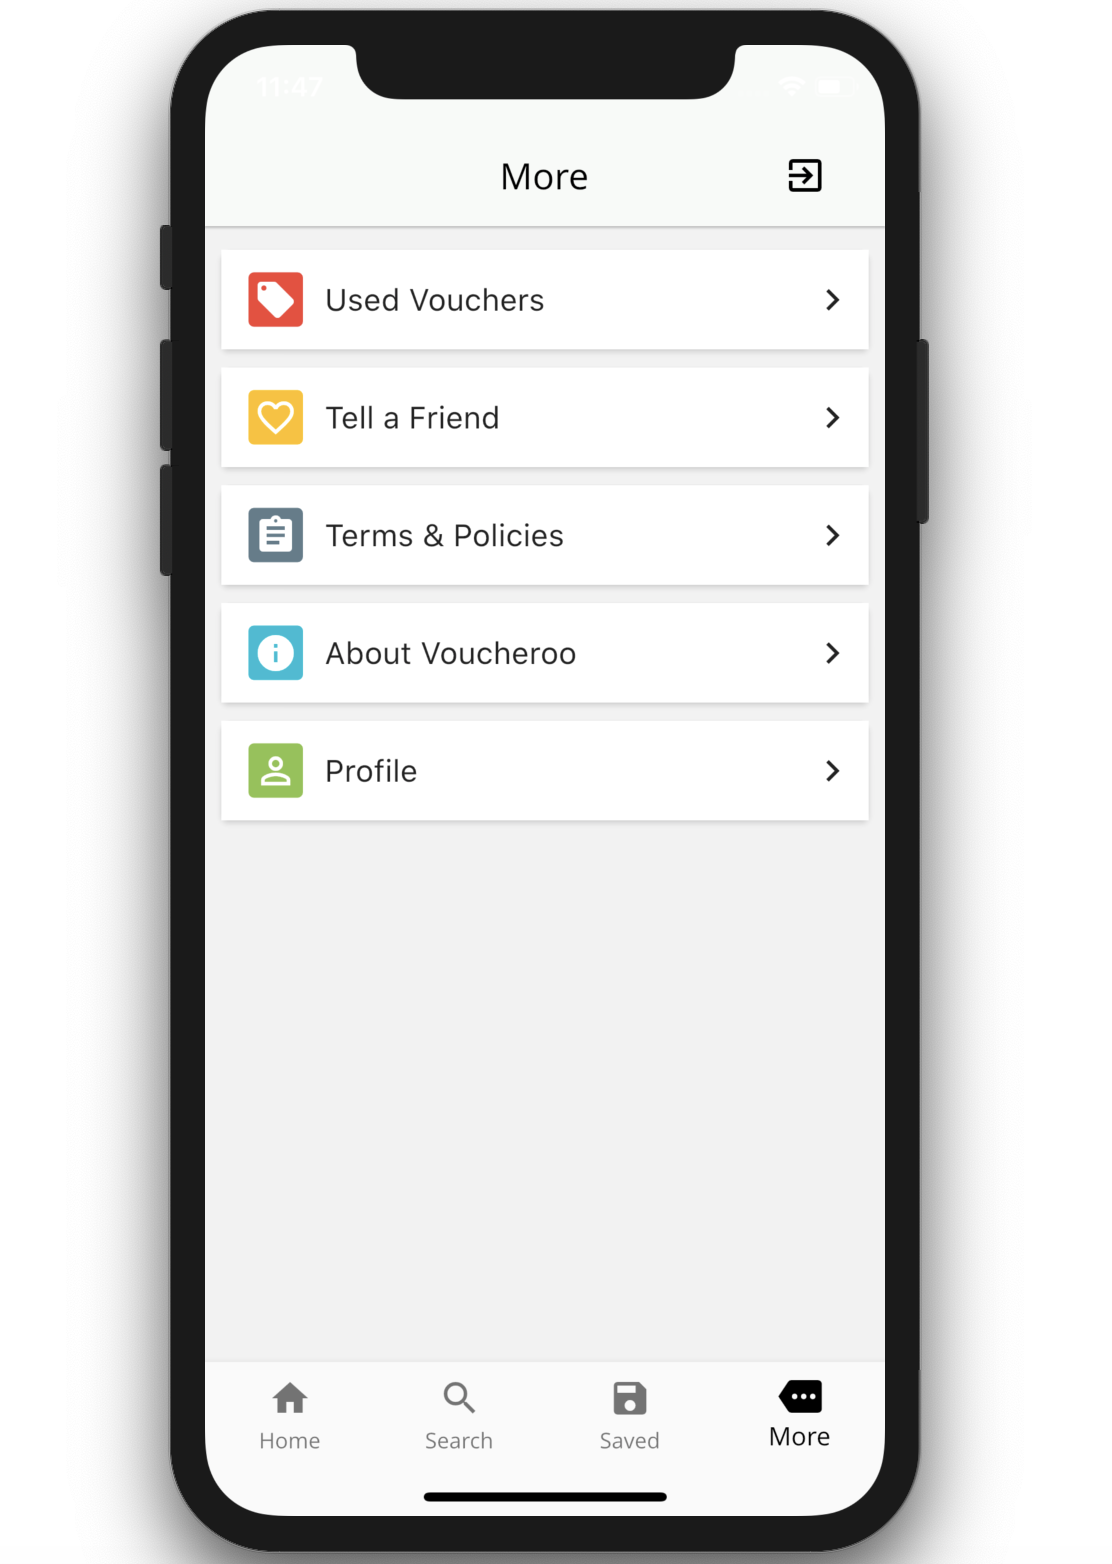 11:47
More
Used Vouchers
Tell a Friend
Terms & Policies
About Voucheroo
Profile
Home
Search
Saved
More